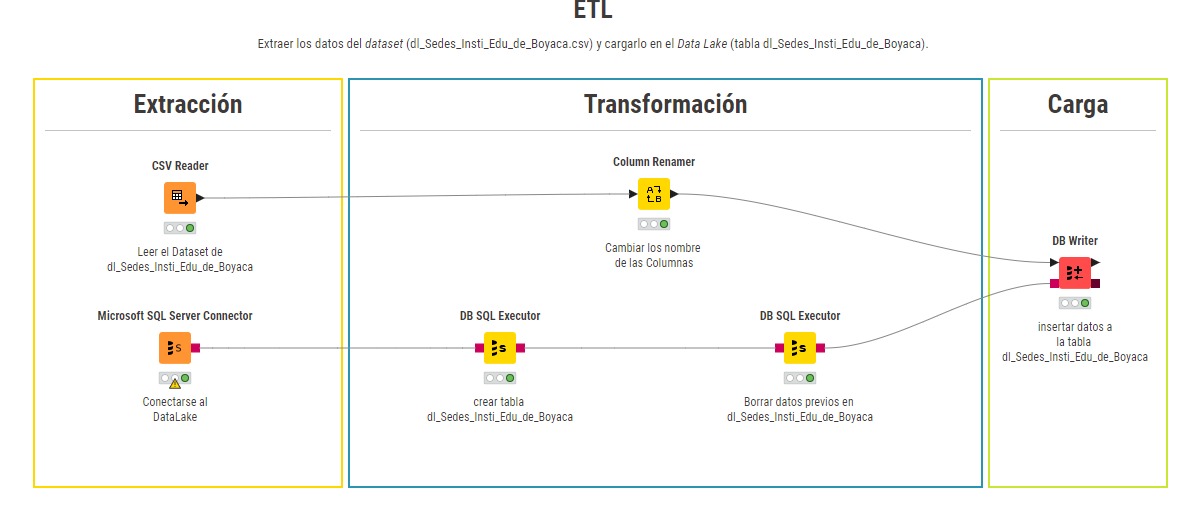 ETL
Extraer los datos del dataset (dl_Sedes_Insti_Edu_de_Boyaca.csv) y cargarlo en el Data Lake (tabla dl_Sedes_Insti_Edu_de_Boyaca).
Extracción
CSV Reader
Leer el Dataset de
dl_Sedes_Insti_Edu_de_Boyaca
Microsoft SQL Server Connector
Conectarse al
DataLake
Transformación
Column Renamer
Cambiar los nombre
de las Columnas
DB SQL Executor
crear tabla
dl_Sedes_Insti_Edu_de_Boyaca
DB SQL Executor
Borrar datos previos en
dl_Sedes_Insti_Edu_de_Boyaca
Carga
DB Writer
insertar datos a
la tabla
dl_Sedes_Insti_Edu_de_Boyaca